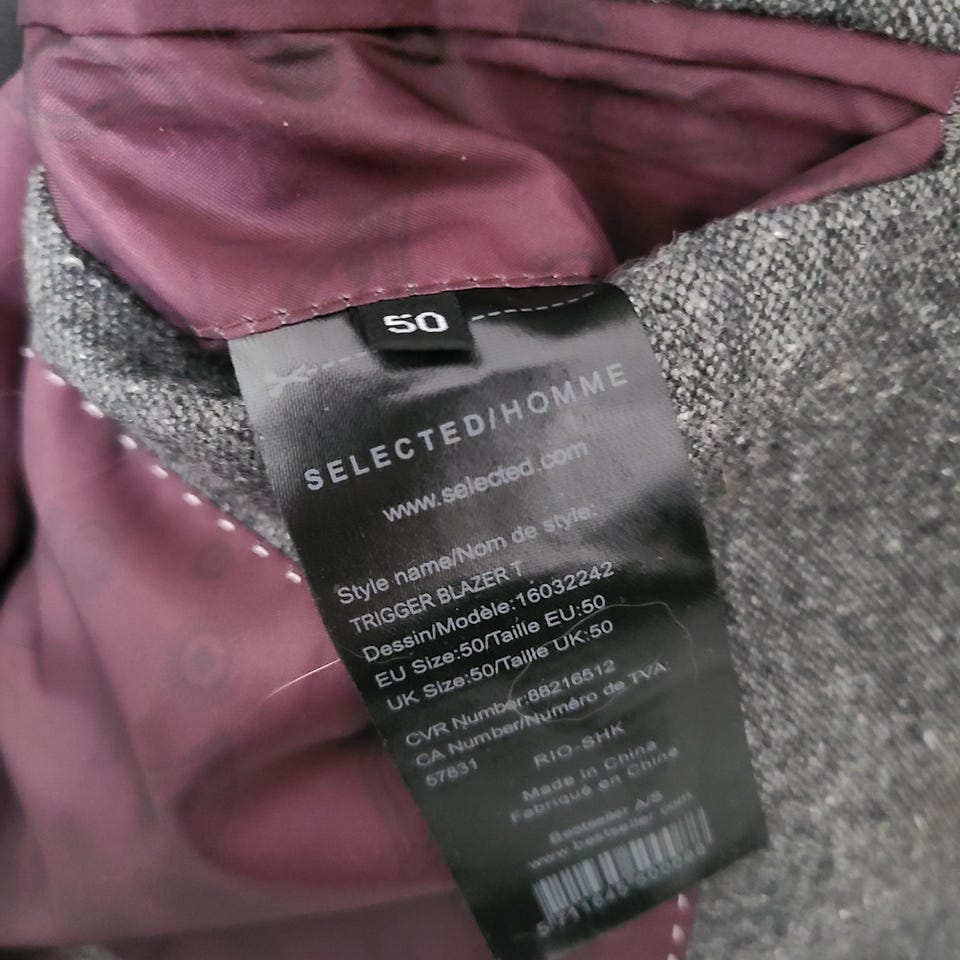 50
SELECTED/HOMME
www.selected.com
Style name/Nom de style:
TRIGGER BLAZER T
Dessin/Modèle:16032242
EU Size:50/Taille EU:50
UK Size:50/Taille UK:50
CVR Number:88216512
CA Number/Numéro de TVA:
57831
RIO-SHK
Made in China
Fabriqué en Chine
Bestseller A/S
www.bestseller.com